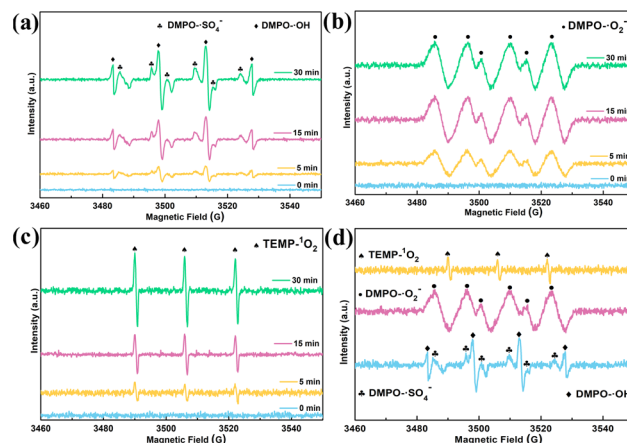 (a)
♣ DMPO-·SO₄⁻ ♦ DMPO-·OH
30 min
15 min
5 min
0 min
Intensity (a.u.)
3460 3480 3500 3520 3540
Magnetic Field (G)
(b)
• DMPO-·O₂⁻
30 min
15 min
5 min
0 min
Intensity (a.u.)
3460 3480 3500 3520 3540
Magnetic Field (G)
(c)
▲ TEMP-¹O₂
30 min
15 min
5 min
0 min
Intensity (a.u.)
3460 3480 3500 3520 3540
Magnetic Field (G)
(d)
▲ TEMP-¹O₂
• DMPO-·O₂⁻
♣ DMPO-·SO₄⁻ ♦ DMPO-·OH
Intensity (a.u.)
3460 3480 3500 3520 3540
Magnetic Field (G)